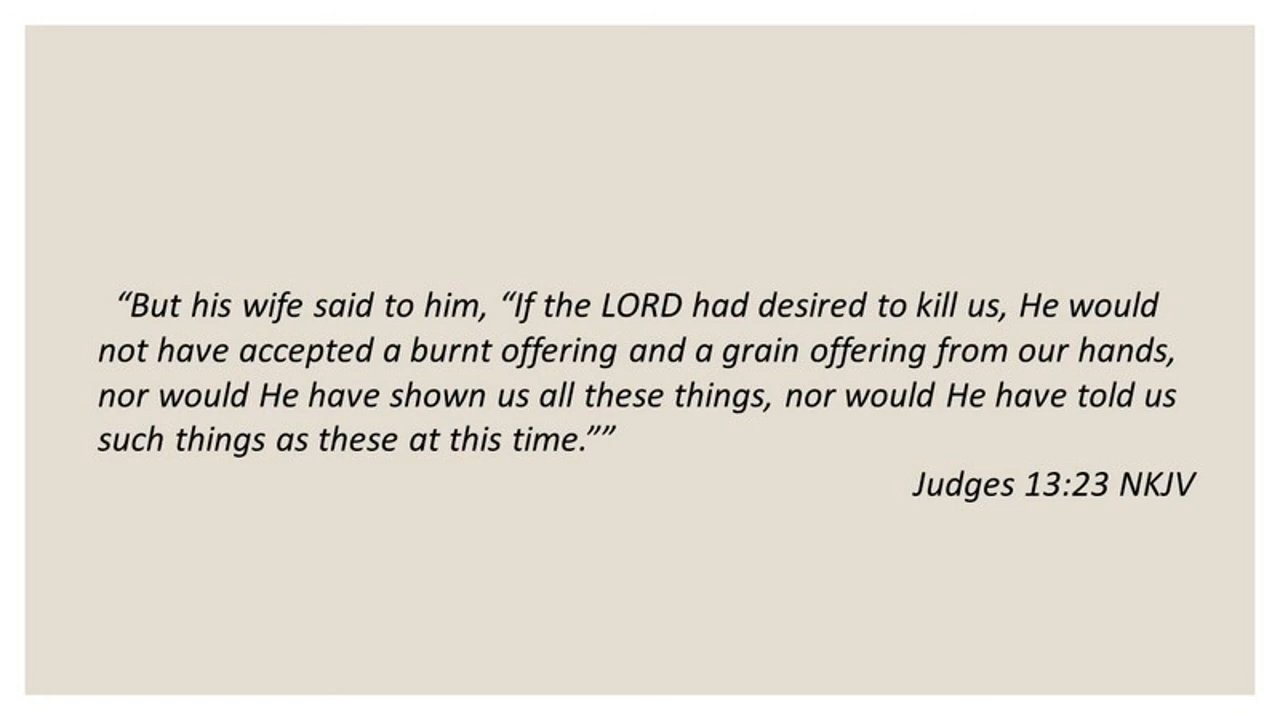 “But his wife said to him, “If the LORD had desired to kill us, He would
not have accepted a burnt offering and a grain offering from our hands,
nor would He have shown us all these things, nor would He have told us
such things as these at this time.””
Judges 13:23 NKJV